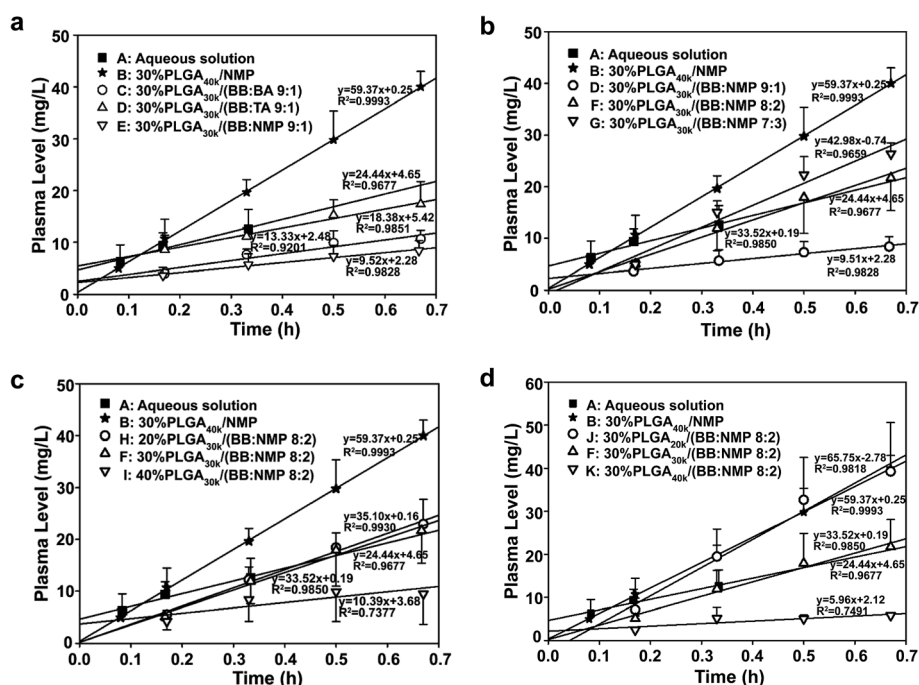 a
Plasma Level (mg/L)
50
40
30
20
10
0
A: Aqueous solution
B: 30%PLGA40k/NMP
C: 30%PLGA30k/(BB:BA 9:1)
D: 30%PLGA30k/(BB:TA 9:1)
E: 30%PLGA30k/(BB:NMP 9:1)
y=59.37x+0.25
R²=0.9993
y=24.44x+4.65
R²=0.9677
y=18.38x+5.42
R²=0.9851
y=13.33x+2.48
R²=0.9201
y=9.52x+2.28
R²=0.9828
0.0 0.1 0.2 0.3 0.4 0.5 0.6 0.7
Time (h)
b
Plasma Level (mg/L)
50
40
30
20
10
0
A: Aqueous solution
B: 30%PLGA40k/NMP
D: 30%PLGA30k/(BB:NMP 9:1)
F: 30%PLGA30k/(BB:NMP 8:2)
G: 30%PLGA30k/(BB:NMP 7:3)
y=59.37x+0.25
R²=0.9993
y=42.98x-0.74
R²=0.9659
y=24.44x+4.65
R²=0.9677
y=33.52x+0.19
R²=0.9850
y=9.51x+2.28
R²=0.9828
0.0 0.1 0.2 0.3 0.4 0.5 0.6 0.7
Time (h)
c
Plasma Level (mg/L)
50
40
30
20
10
0
A: Aqueous solution
B: 30%PLGA40k/NMP
H: 20%PLGA30k/(BB:NMP 8:2)
F: 30%PLGA30k/(BB:NMP 8:2)
I: 40%PLGA30k/(BB:NMP 8:2)
y=59.37x+0.25
R²=0.9993
y=35.10x+0.16
R²=0.9930
y=24.44x+4.65
R²=0.9677
y=33.52x+0.19
R²=0.9850
y=10.39x+3.68
R²=0.7377
0.0 0.1 0.2 0.3 0.4 0.5 0.6 0.7
Time (h)
d
Plasma Level (mg/L)
60
50
40
30
20
10
0
A: Aqueous solution
B: 30%PLGA40k/NMP
J: 30%PLGA20k/(BB:NMP 8:2)
F: 30%PLGA30k/(BB:NMP 8:2)
K: 30%PLGA40k/(BB:NMP 8:2)
y=65.75x-2.78
R²=0.9818
y=59.37x+0.25
R²=0.9993
y=33.52x+0.19
R²=0.9850
y=24.44x+4.65
R²=0.9677
y=5.96x+2.12
R²=0.7491
0.0 0.1 0.2 0.3 0.4 0.5 0.6 0.7
Time (h)